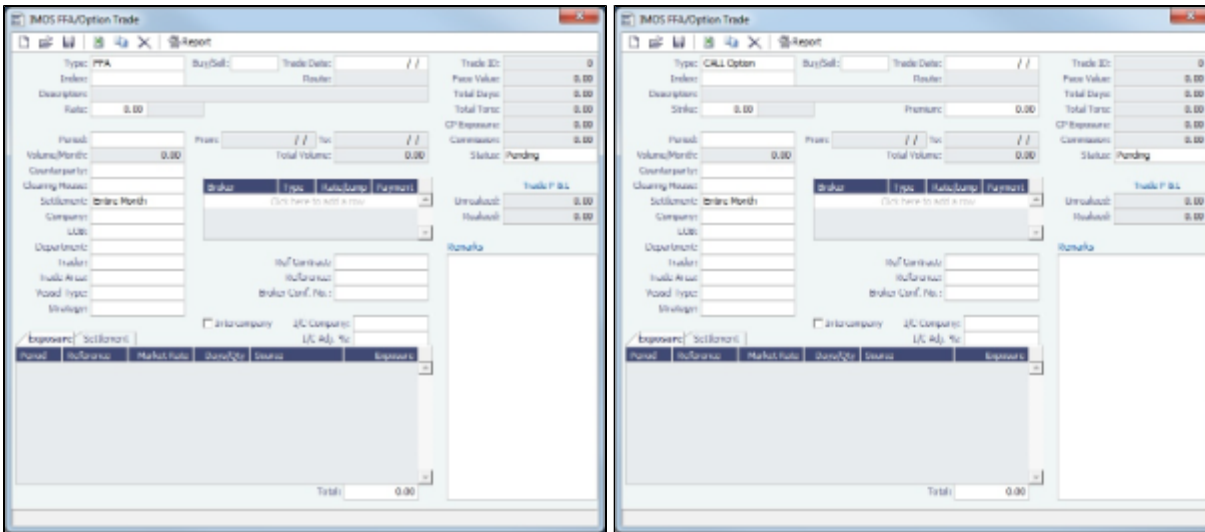 IMOS FFA/Option Trade
Report
Type: FFA Buy/Sell: Trade Date: / / Trade ID: 0
Index: Route: Face Value: 0.00
Description: Total Days: 0.00
Rate: 0.00 Total Tons: 0.00
CP Exposure: 0.00
Period: From: / / To: / / Commission: 0.00
Volume/Month: 0.00 Total Volume: 0.00 Status: Pending
Counterparty:
Clearing House: Broker Type Rate/Lump Payment Trade P & L
Settlement: Entire Month Click here to add a row Unrealized: 0.00
Company: Realized: 0.00
LOB:
Department: Remarks
Trader: Ref Contract:
Trade Area: Reference:
Vessel Type: Broker Conf. No.:
Strategy:
Intercompany I/C Company:
Exposure Settlement I/C Adj. %:
Period Reference Market Rate Days/Qty Source Exposure
Total: 0.00
IMOS FFA/Option Trade
Report
Type: CALL Option Buy/Sell: Trade Date: / / Trade ID: 0
Index: Route: Face Value: 0.00
Description: Total Days: 0.00
Strike: 0.00 Premium: 0.00 Total Tons: 0.00
CP Exposure: 0.00
Period: From: / / To: / / Commission: 0.00
Volume/Month: 0.00 Total Volume: 0.00 Status: Pending
Counterparty:
Clearing House: Broker Type Rate/Lump Payment Trade P & L
Settlement: Entire Month Click here to add a row Unrealized: 0.00
Company: Realized: 0.00
LOB:
Department: Remarks
Trader: Ref Contract:
Trade Area: Reference:
Vessel Type: Broker Conf. No.:
Strategy:
Intercompany I/C Company:
Exposure Settlement I/C Adj. %:
Period Reference Market Rate Days/Qty Source Exposure
Total: 0.00